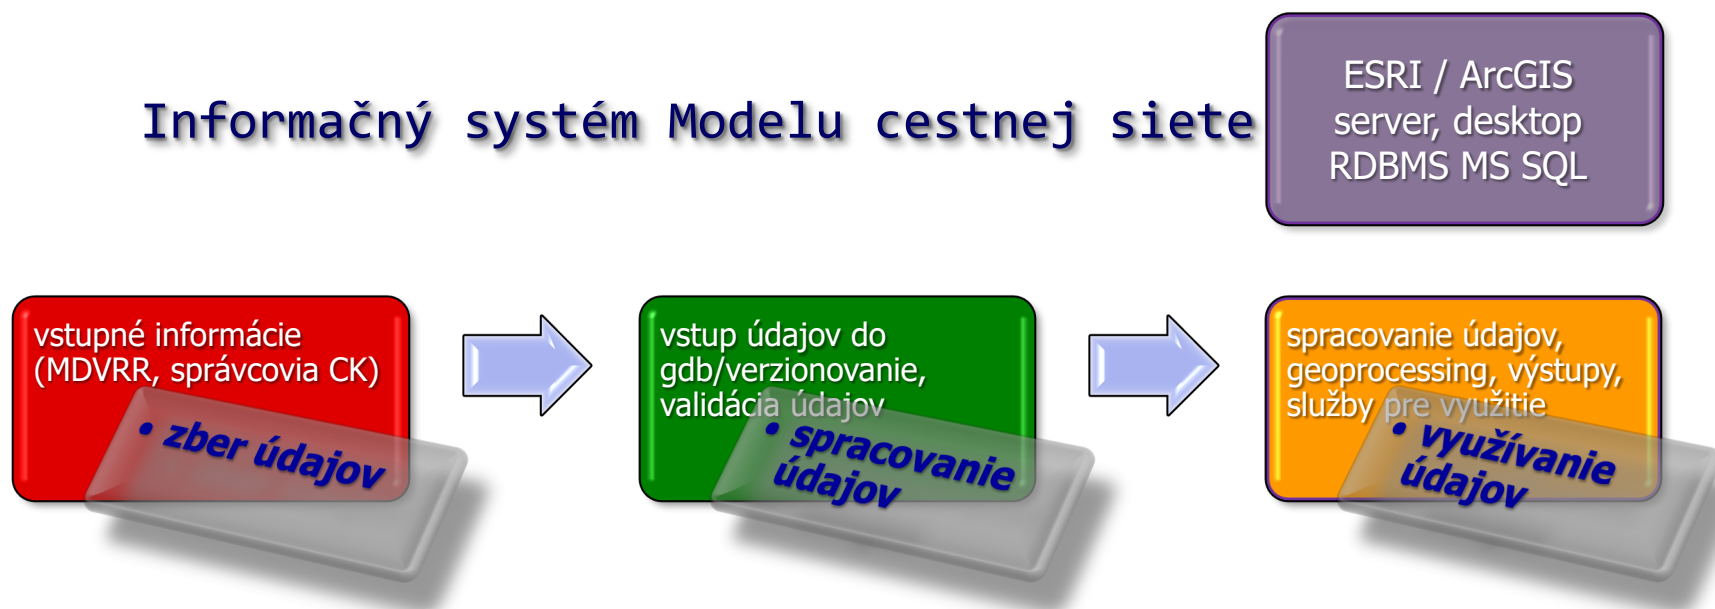 Informačný systém Modelu cestnej siete
ESRI / ArcGIS
server, desktop
RDBMS MS SQL
vstupné informácie
(MDVRR, správcovia CK)
• zber údajov
vstup údajov do
gdb/verzionovanie,
validácia údajov
• spracovanie
údajov
spracovanie údajov,
geoprocessing, výstupy,
služby pre využitie
• využívanie
údajov